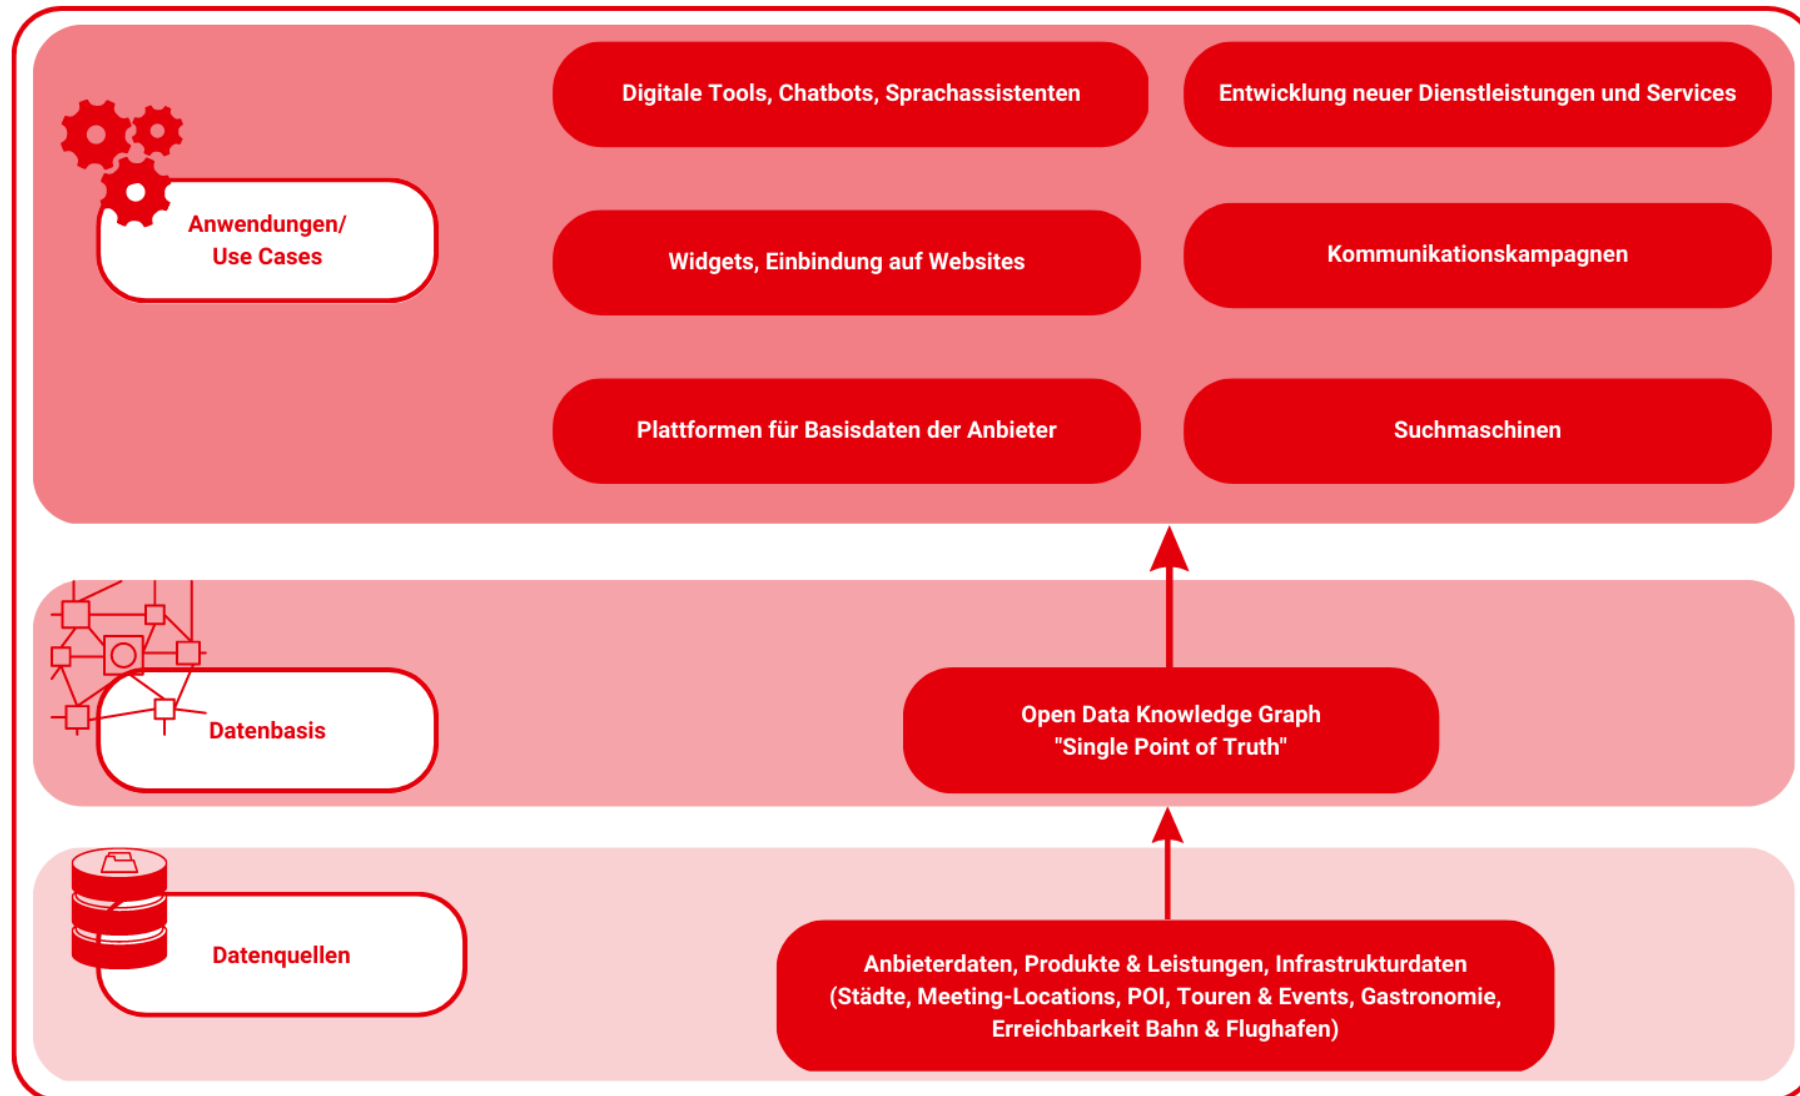 Digitale Tools, Chatbots, Sprachassistenten
Entwicklung neuer Dienstleistungen und Services
Anwendungen/
Use Cases
Widgets, Einbindung auf Websites
Kommunikationskampagnen
Plattformen für Basisdaten der Anbieter
Suchmaschinen
Datenbasis
Open Data Knowledge Graph
"Single Point of Truth"
Datenquellen
Anbieterdaten, Produkte & Leistungen, Infrastrukturdaten
(Städte, Meeting-Locations, POI, Touren & Events, Gastronomie,
Erreichbarkeit Bahn & Flughafen)